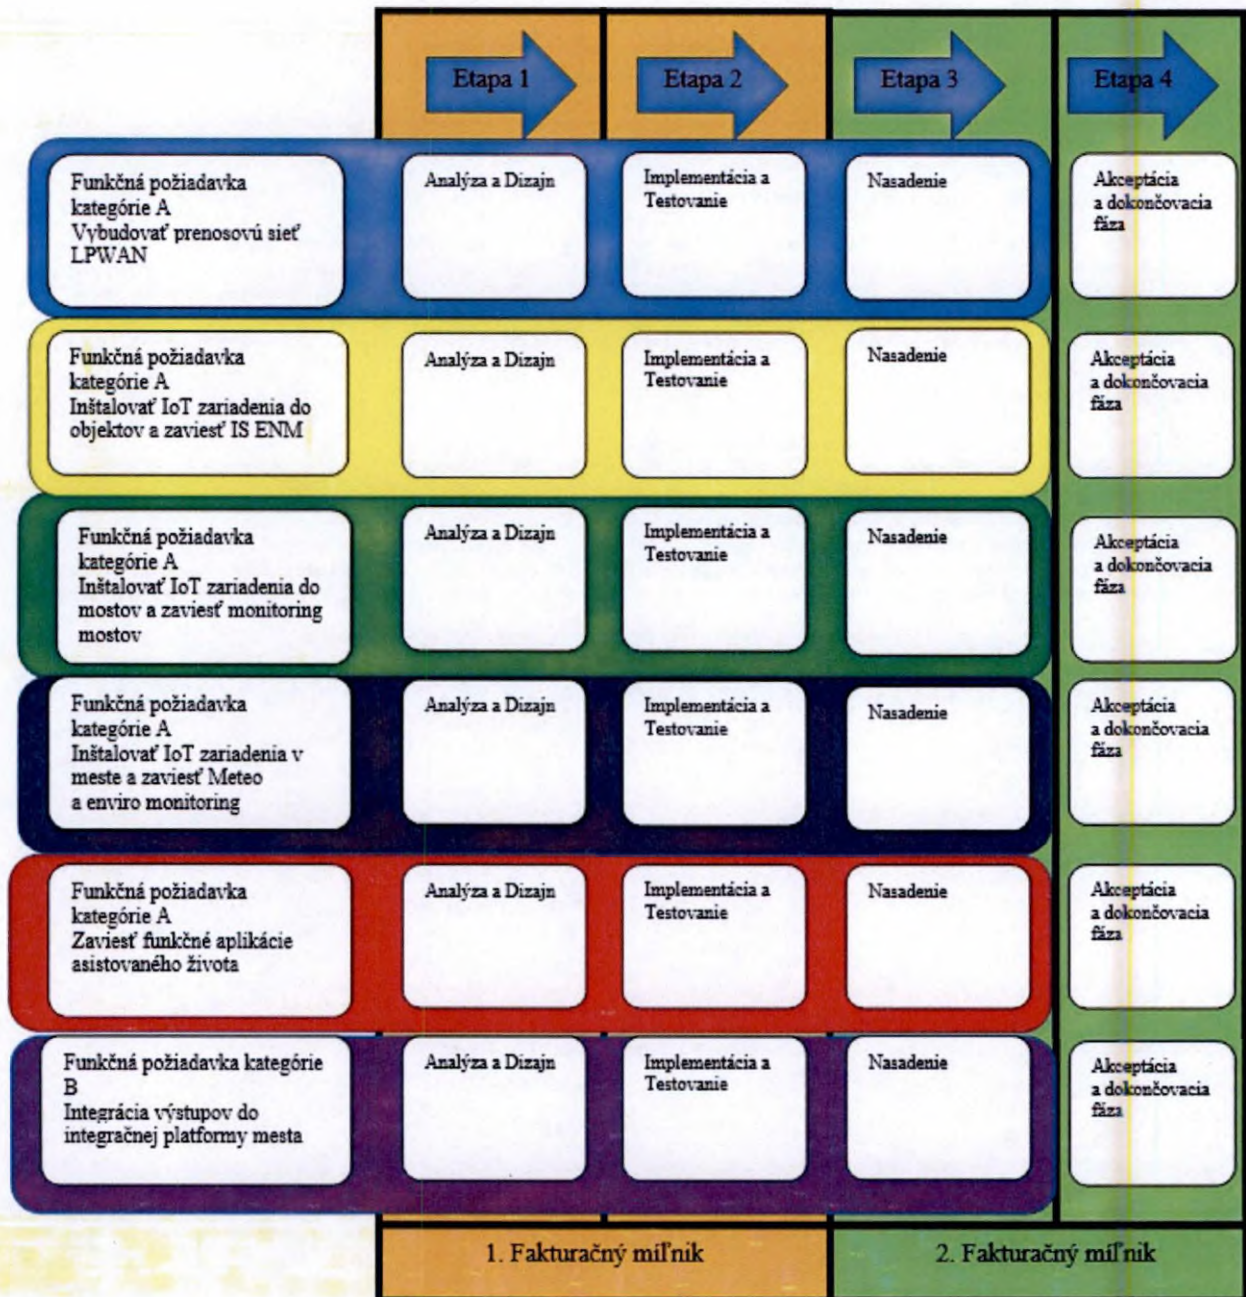 Etapa 1
Etapa 2
Etapa 3
Etapa 4
Funkčná požiadavka
kategórie A
Vybudovať prenosovú sieť
LPWAN
Analýza a Dizajn
Implementácia a
Testovanie
Nasadenie
Akceptácia
a dokončovacia
fáza
Funkčná požiadavka
kategórie A
Inštalovať IoT zariadenia do
objektov a zaviesť IS ENM
Analýza a Dizajn
Implementácia a
Testovanie
Nasadenie
Akceptácia
a dokončovacia
fáza
Funkčná požiadavka
kategórie A
Inštalovať IoT zariadenia do
mostov a zaviesť monitoring
mostov
Analýza a Dizajn
Implementácia a
Testovanie
Nasadenie
Akceptácia
a dokončovacia
fáza
Funkčná požiadavka
kategórie A
Inštalovať IoT zariadenia v
meste a zaviesť Meteo
a enviro monitoring
Analýza a Dizajn
Implementácia a
Testovanie
Nasadenie
Akceptácia
a dokončovacia
fáza
Funkčná požiadavka
kategórie A
Zaviesť funkčné aplikácie
asistovaného života
Analýza a Dizajn
Implementácia a
Testovanie
Nasadenie
Akceptácia
a dokončovacia
fáza
Funkčná požiadavka kategórie
B
Integrácia výstupov do
integračnej platformy mesta
Analýza a Dizajn
Implementácia a
Testovanie
Nasadenie
Akceptácia
a dokončovacia
fáza
1. Fakturačný míľnik
2. Fakturačný míľnik